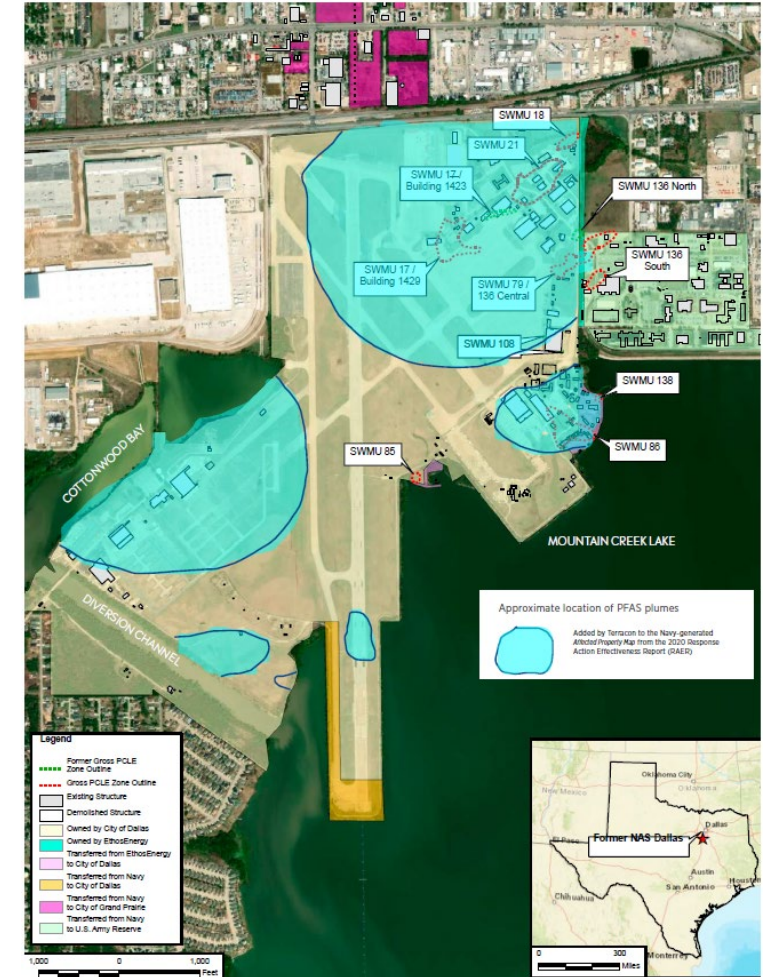 SWMU 18
SWMU 21
SWMU 17 /
Building 1423
SWMU 136 North
SWMU 136
South
SWMU 17 /
Building 1429
SWMU 79 /
136 Central
SWMU 108
SWMU 138
SWMU 86
SWMU 85
COTTONWOOD BAY
MOUNTAIN CREEK LAKE
DIVERSION CHANNEL
Approximate location of PFAS plumes
Added by Terracon to the Navy-generated
Affected Property Map from the 2020 Response
Action Effectiveness Report (RAER)
Legend
Former Gross PCLE
Zone Outline
Gross PCLE Zone Outline
Existing Structure
Demolished Structure
Owned by City of Dallas
Owned by EthosEnergy
Transferred from EthosEnergy
to City of Dallas
Transferred from Navy
to City of Dallas
Transferred from Navy
to City of Grand Prairie
Transferred from Navy
to U.S. Army Reserve
1,000 0 1,000
Feet
Oklahoma City
Oklahoma
New Mexico
Dallas
El Paso
Former NAS Dallas
Austin
San Antonio
Houston
Chihuahua
Monterrey
0 300
Miles